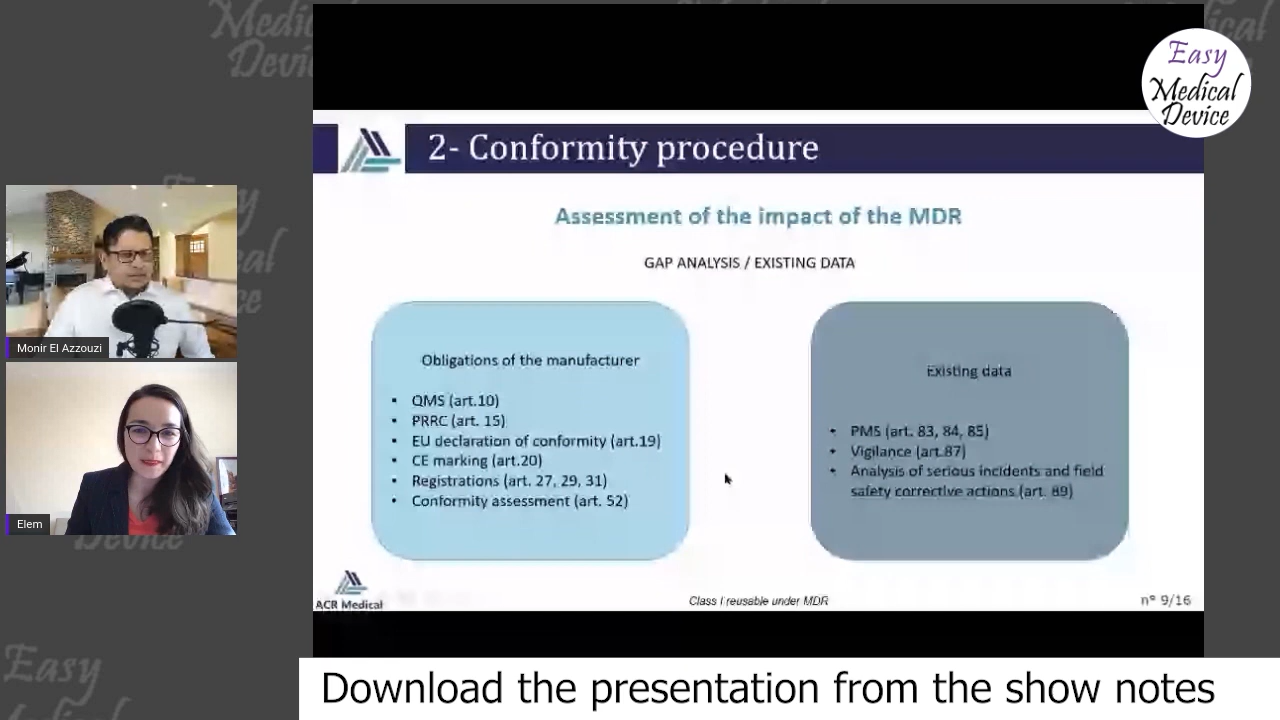 Easy
Medical
Device
2- Conformity procedure
Assessment of the impact of the MDR
GAP ANALYSIS / EXISTING DATA
Obligations of the manufacturer
• QMS (art.10)
• PRRC (art. 15)
• EU declaration of conformity (art.19)
• CE marking (art.20)
• Registrations (art. 27, 29, 31)
• Conformity assessment (art. 52)
Existing data
• PMS (art. 83, 84, 85)
• Vigilance (art.87)
• Analysis of serious incidents and field
safety corrective actions (art. 89)
Monir El Azzouzi
Elem
ACR Medical
Class I reusable under MDR
n° 9/16
Easy
Medical
Device
Download the presentation from the show notes